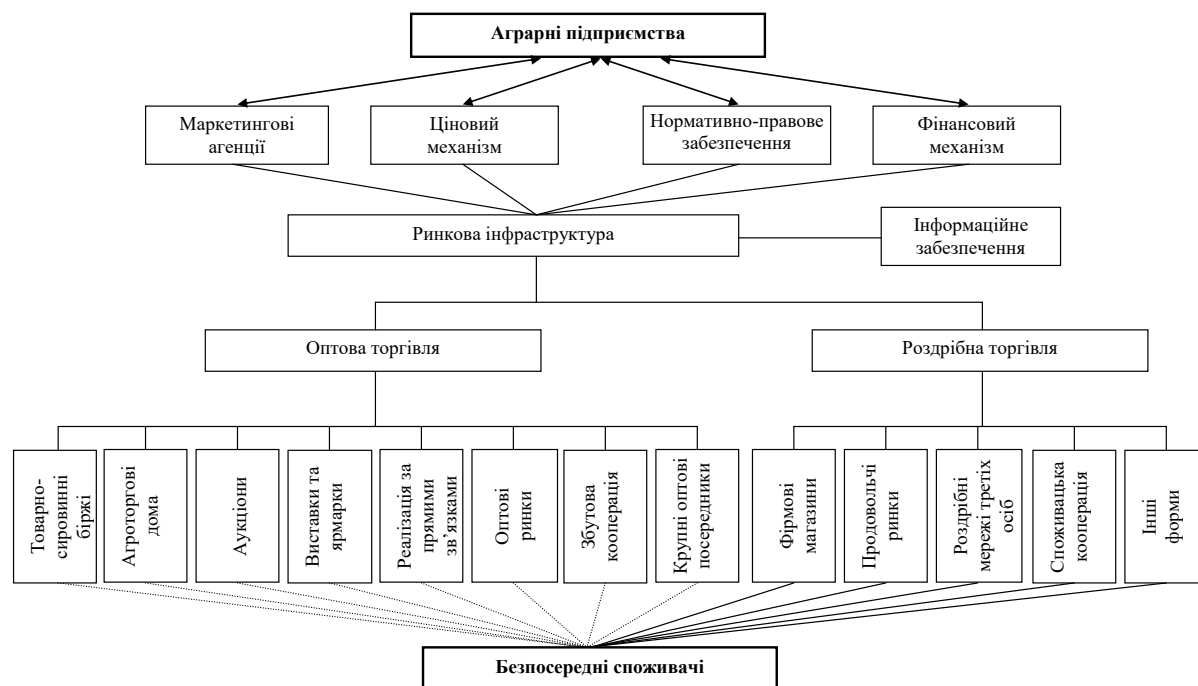 Аграрні підприємства
Маркетингові
агенції
Ціновий
механізм
Нормативно-правове
забезпечення
Фінансовий
механізм
Ринкова інфраструктура
Інформаційне
забезпечення
Оптова торгівля
Роздрібна торгівля
Товарно-
сировинні
біржі
Агроторгові
дома
Аукціони
Виставки та
ярмарки
Реалізація за
прямими
зв’язками
Оптові
ринки
Збутова
кооперація
Крупні оптові
посередники
Фірмові
магазини
Продовольчі
ринки
Роздрібні
мережі третіх
осіб
Споживацька
кооперація
Інші
форми
Безпосередні споживачі